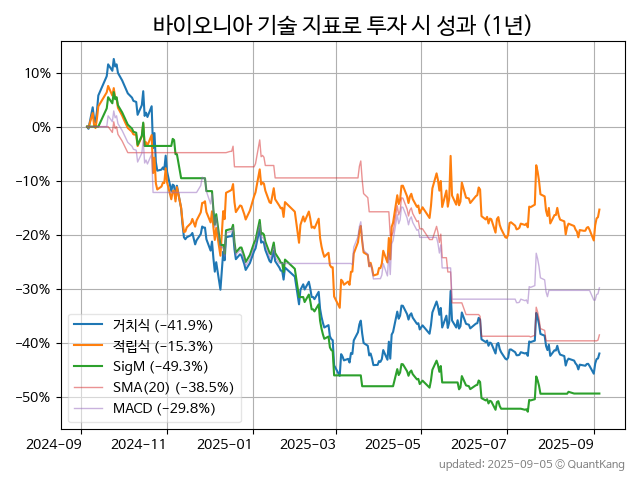 바이오니아 기술 지표로 투자 시 성과 (1년)
10%
0%
−10%
−20%
−30%
−40%
−50%
거치식 (−41.9%)
적립식 (−15.3%)
SigM (−49.3%)
SMA(20) (−38.5%)
MACD (−29.8%)
2024-09 2024-11 2025-01 2025-03 2025-05 2025-07 2025-09
updated: 2025-09-05 © QuantKang